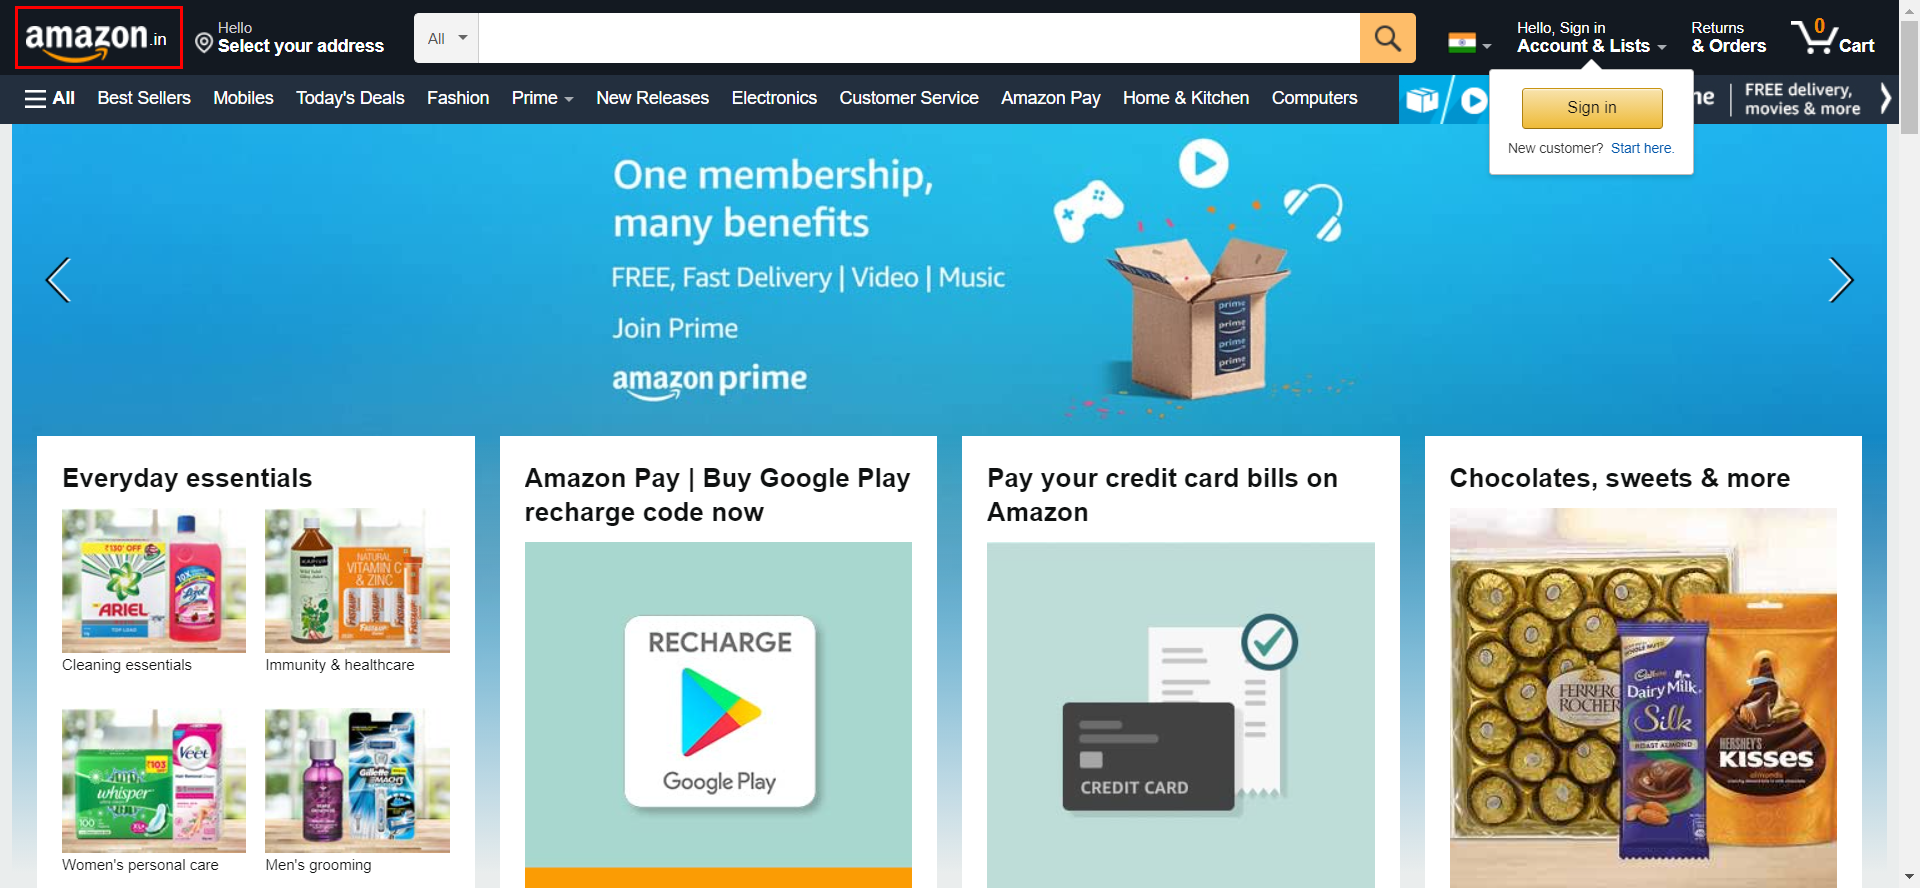 amazon.in
Hello
Select your address
All
Hello, Sign in
Account & Lists
Returns
& Orders
0
Cart
All
Best Sellers
Mobiles
Today's Deals
Fashion
Prime
New Releases
Electronics
Customer Service
Amazon Pay
Home & Kitchen
Computers
FREE delivery,
movies & more
Sign in
New customer? Start here.
One membership,
many benefits
FREE, Fast Delivery | Video | Music
Join Prime
amazon prime
prime
prime
prime
prime
Everyday essentials
₹130 OFF
ARIEL
TOP LOAD
10X
Lizol
NATURAL
VITAMIN C
& ZINC
FAST&UP
Cleaning essentials
Immunity & healthcare
whisper
100
XL+
₹103
Veet
Gillette
MACH3
Women's personal care
Men's grooming
Amazon Pay | Buy Google Play
recharge code now
RECHARGE
Google Play
Pay your credit card bills on
Amazon
CREDIT CARD
Chocolates, sweets & more
FERRERO
ROCHER
Cadbury
Dairy Milk
Silk
ROAST ALMOND
HERSHEY'S
KISSES
almonds